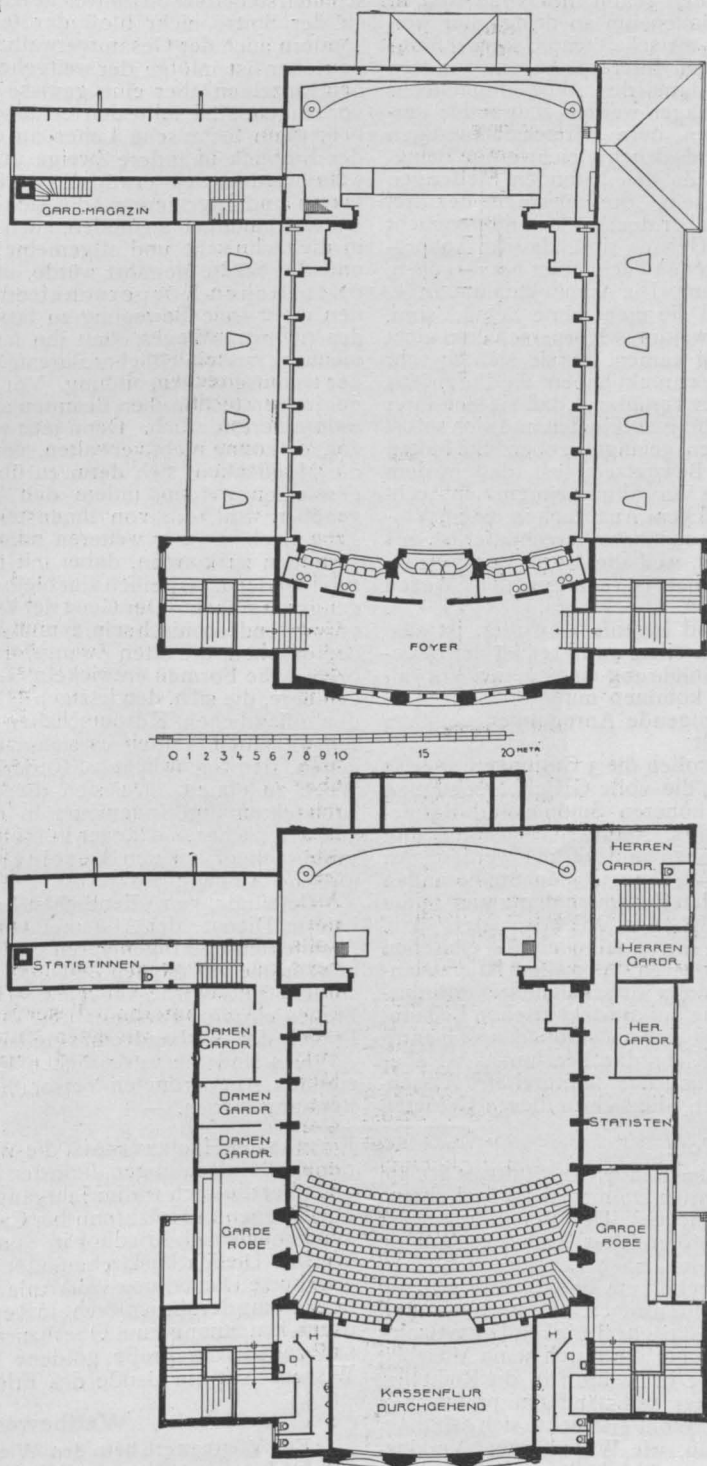 GARD-MAGAZIN
FOYER
0 1 2 3 4 5 6 7 8 9 10 15 20 METR.
HERREN
GARDR.
STATISTINNEN
HERREN
GARDR.
DAMEN
GARDR.
HER.
GARDR.
DAMEN
GARDR.
STATISTEN
DAMEN
GARDR.
GARDE
ROBE
GARDE
ROBE
H
H
KASSENFLUR
DURCHGEHEND